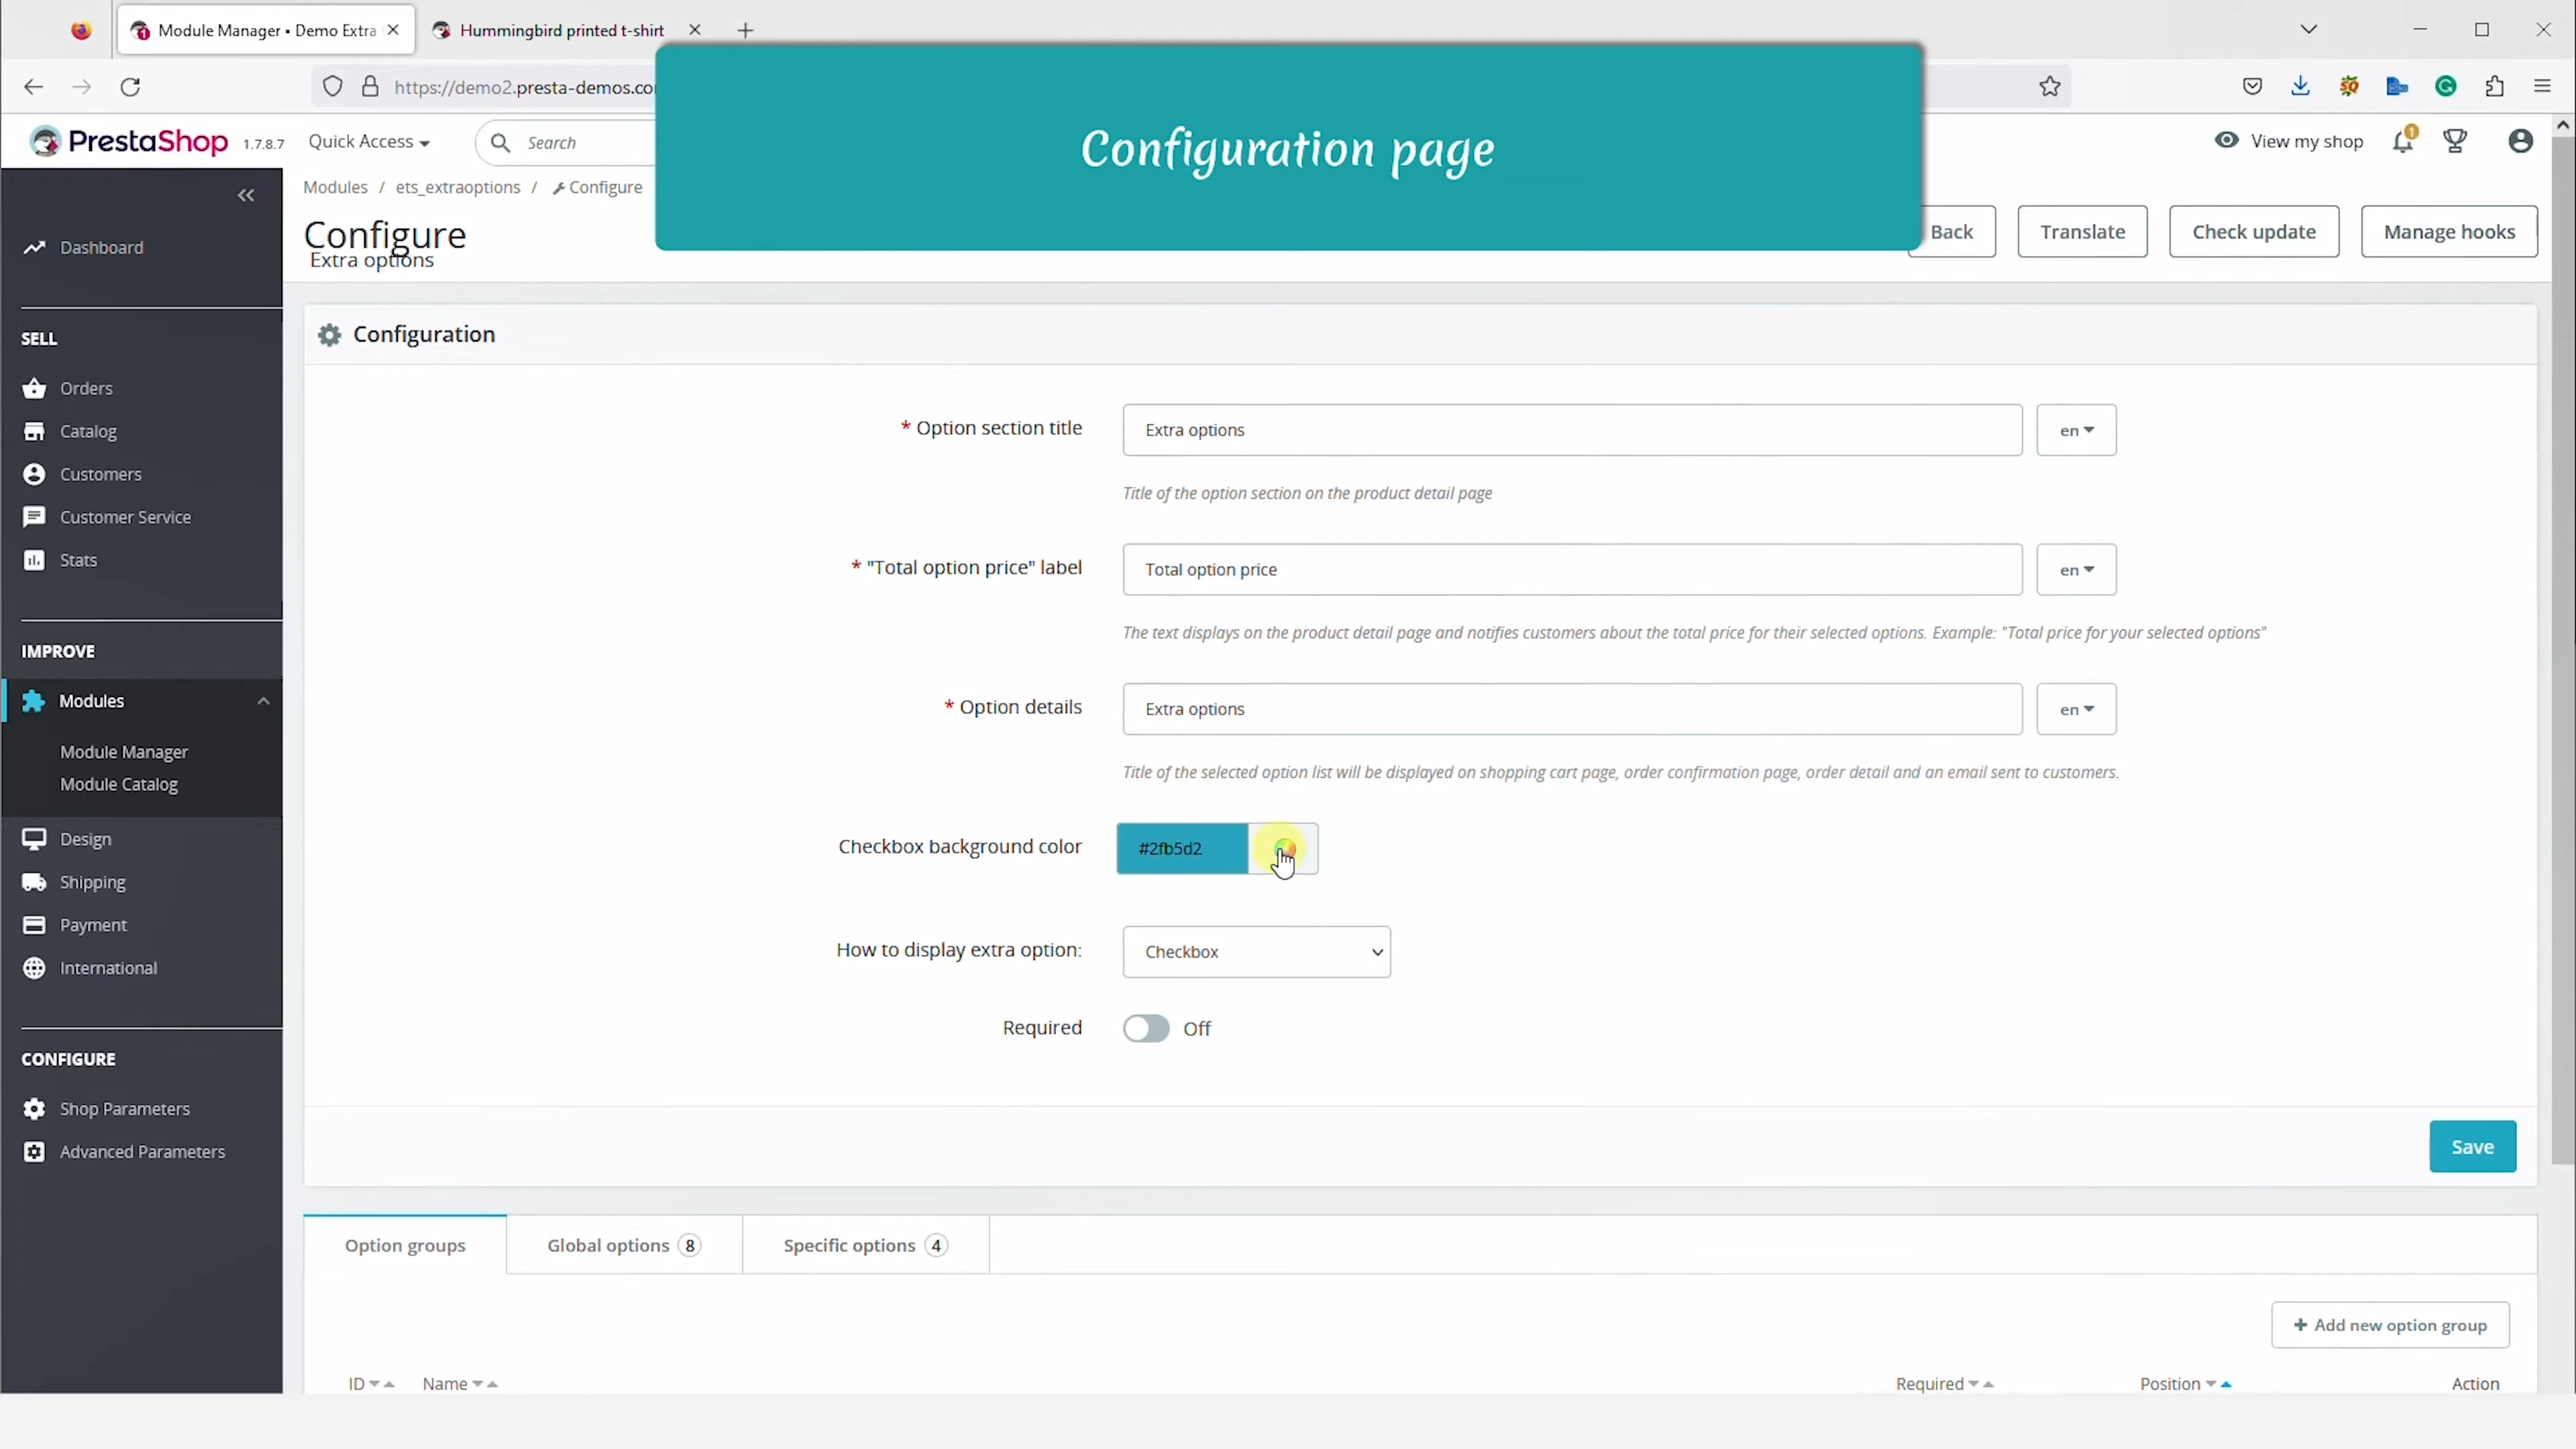 Module Manager • Demo Extra
Hummingbird printed t-shirt
https://demo2.presta-demos.co
Configuration page
PrestaShop 1.7.8.7
Quick Access
Search
View my shop
1
Modules / ets_extraoptions / Configure
Configure
Extra options
Back
Translate
Check update
Manage hooks
Dashboard
SELL
Orders
Catalog
Customers
Customer Service
Stats
IMPROVE
Modules
Module Manager
Module Catalog
Design
Shipping
Payment
International
CONFIGURE
Shop Parameters
Advanced Parameters
Configuration
* Option section title
Extra options
en
Title of the option section on the product detail page
* "Total option price" label
Total option price
en
The text displays on the product detail page and notifies customers about the total price for their selected options. Example: "Total price for your selected options"
* Option details
Extra options
en
Title of the selected option list will be displayed on shopping cart page, order confirmation page, order detail and an email sent to customers.
Checkbox background color
#2fb5d2
How to display extra option:
Checkbox
Required
Off
Save
Option groups
Global options 8
Specific options 4
+ Add new option group
ID
Name
Required
Position
Action